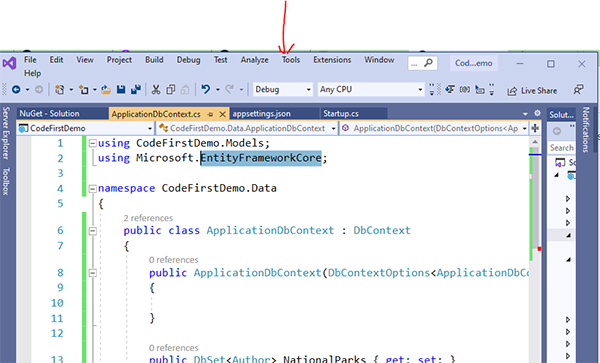 File Edit View Project Build Debug Test Analyze Tools Extensions Window ... Cod...emo
Help
Debug Any CPU Live Share
NuGet - Solution ApplicationDbContext.cs appsettings.json Startup.cs Solu...
CodeFirstDemo CodeFirstDemo.Data.ApplicationDbContext ApplicationDbContext(DbContextOptions<Ap
Server Explorer
Toolbox
Notifications
Search
1 using CodeFirstDemo.Models;
2 using Microsoft.EntityFrameworkCore;
3
4 namespace CodeFirstDemo.Data
5 {
2 references
6 public class ApplicationDbContext : DbContext
7 {
0 references
8 public ApplicationDbContext(DbContextOptions<ApplicationDbCo
9 {
10
11 }
12
0 references
13 public DbSet<Author> NationalParks { get; set; }